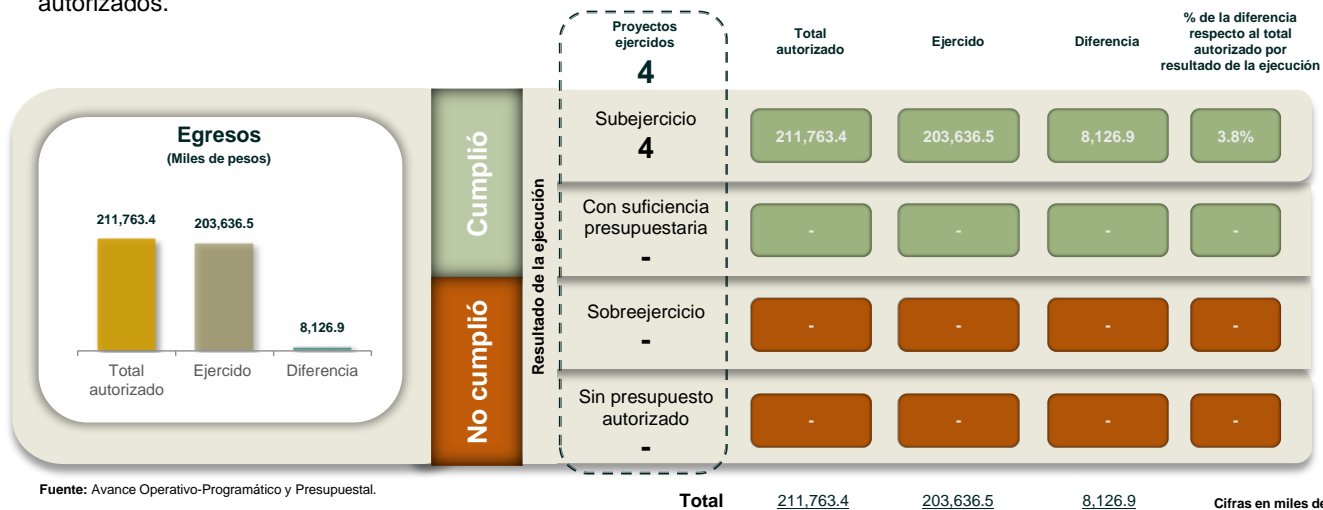 autorizados.
Proyectos
ejercidos
4
Total
autorizado
Ejercido
Diferencia
% de la diferencia
respecto al total
autorizado por
resultado de la ejecución
Egresos
(Miles de pesos)
211,763.4
203,636.5
8,126.9
Total
autorizado
Ejercido
Diferencia
Cumplió
No cumplió
Resultado de la ejecución
Subejercicio
4
211,763.4
203,636.5
8,126.9
3.8%
Con suficiencia
presupuestaria
-
-
-
-
-
Sobreejercicio
-
-
-
-
-
Sin presupuesto
autorizado
-
-
-
-
-
Fuente: Avance Operativo-Programático y Presupuestal.
Total 211,763.4 203,636.5 8,126.9 Cifras en miles de